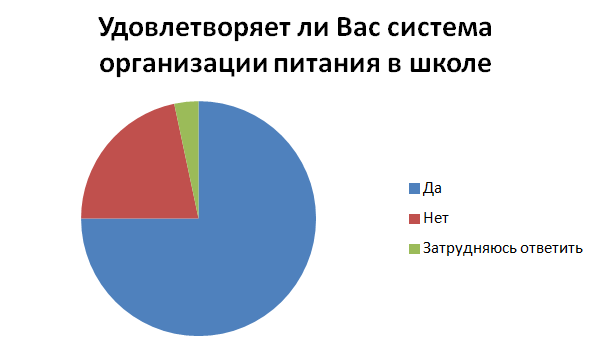 Удовлетворяет ли Вас система
организации питания в школе
Да
Нет
Затрудняюсь ответить